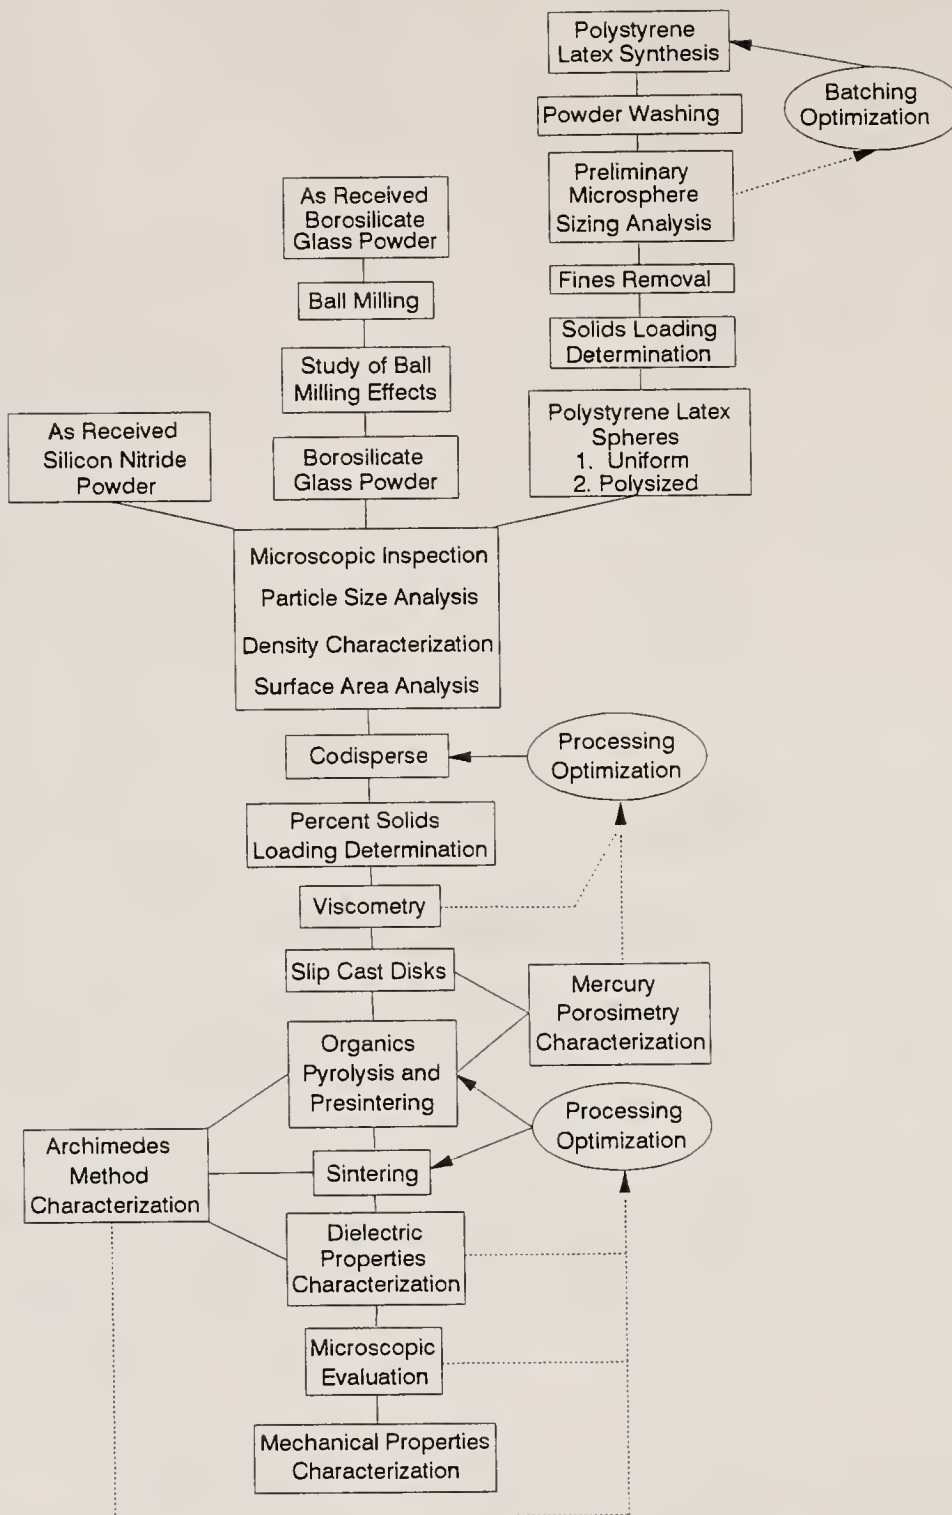 Polystyrene
Latex Synthesis
Batching
Optimization
Powder Washing
Preliminary
Microsphere
Sizing Analysis
As Received
Borosilicate
Glass Powder
Fines Removal
Ball Milling
Solids Loading
Determination
Study of Ball
Milling Effects
As Received
Silicon Nitride
Powder
Borosilicate
Glass Powder
Polystyrene Latex
Spheres
1. Uniform
2. Polysized
Microscopic Inspection
Particle Size Analysis
Density Characterization
Surface Area Analysis
Codisperse
Processing
Optimization
Percent Solids
Loading Determination
Viscometry
Slip Cast Disks
Mercury
Porosimetry
Characterization
Organics
Pyrolysis and
Presintering
Processing
Optimization
Archimedes
Method
Characterization
Sintering
Dielectric
Properties
Characterization
Microscopic
Evaluation
Mechanical Properties
Characterization